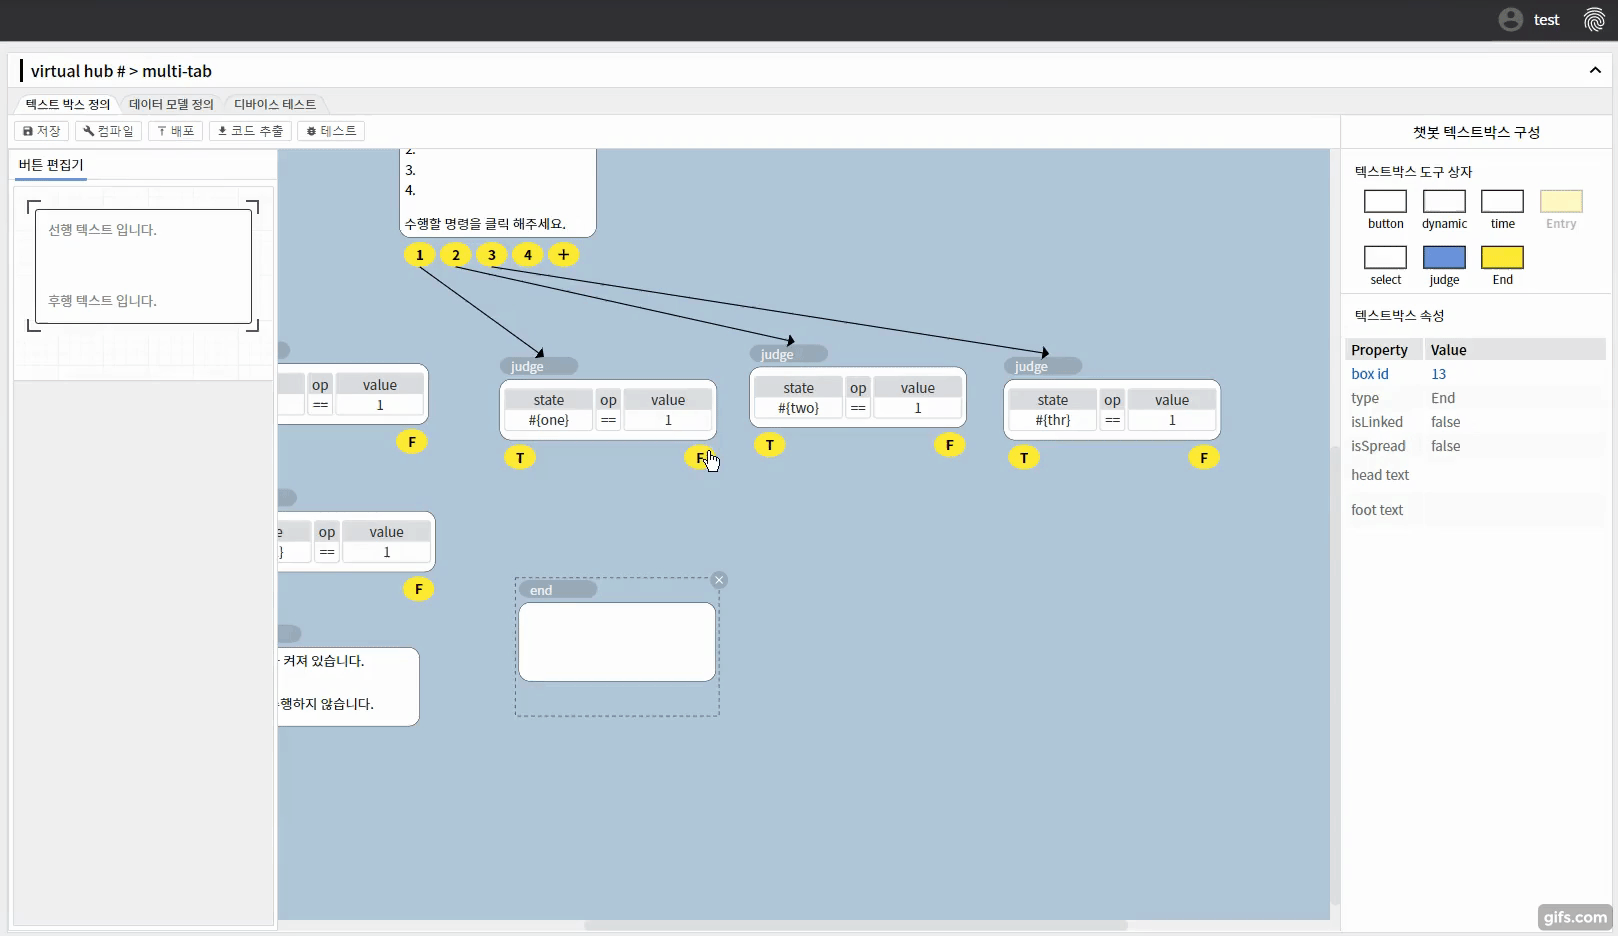 test
virtual hub # > multi-tab
텍스트 박스 정의 데이터 모델 정의 디바이스 테스트
저장 컴파일 배포 코드 추출 테스트
버튼 편집기
선행 텍스트 입니다.
후행 텍스트 입니다.
2.
3.
4.
수행할 명령을 클릭 해주세요.
1 2 3 4 +
op value
== 1
F
judge
state op value
#{one} == 1
T F
judge
state op value
#{two} == 1
T F
judge
state op value
#{thr} == 1
T F
op value
== 1
F
end
켜져 있습니다.
행하지 않습니다.
챗봇 텍스트박스 구성
텍스트박스 도구 상자
button dynamic time Entry
select judge End
텍스트박스 속성
Property Value
box id 13
type End
isLinked false
isSpread false
head text
foot text
gifs.com